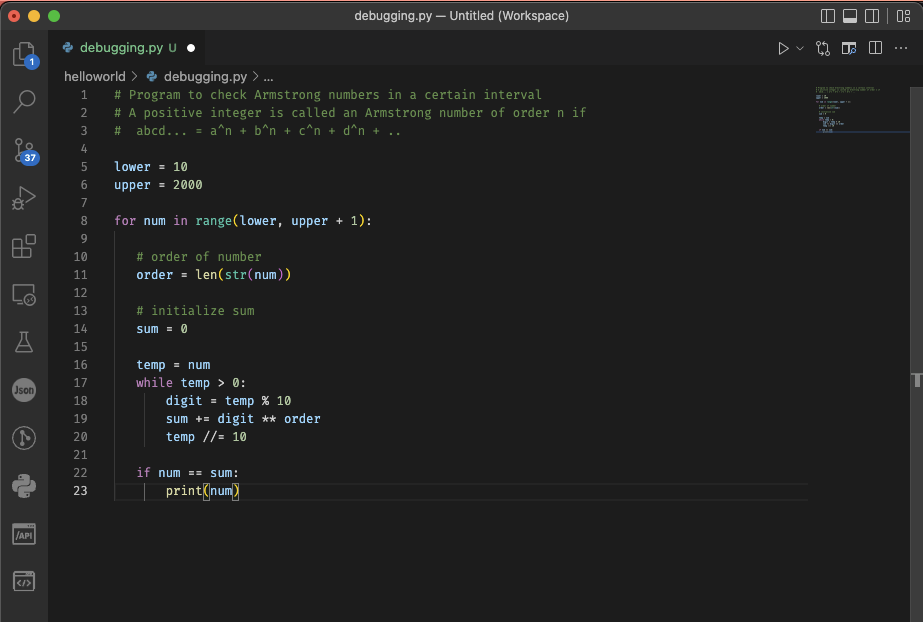 debugging.py — Untitled (Workspace)
debugging.py U
helloworld > debugging.py > ...
1 # Program to check Armstrong numbers in a certain interval
2 # A positive integer is called an Armstrong number of order n if
3 #  abcd... = a^n + b^n + c^n + d^n + ..
4
5 lower = 10
6 upper = 2000
7
8 for num in range(lower, upper + 1):
9
10    # order of number
11    order = len(str(num))
12
13    # initialize sum
14    sum = 0
15
16    temp = num
17    while temp > 0:
18        digit = temp % 10
19        sum += digit ** order
20        temp //= 10
21
22    if num == sum:
23        print(num)
1
37
Json
/API